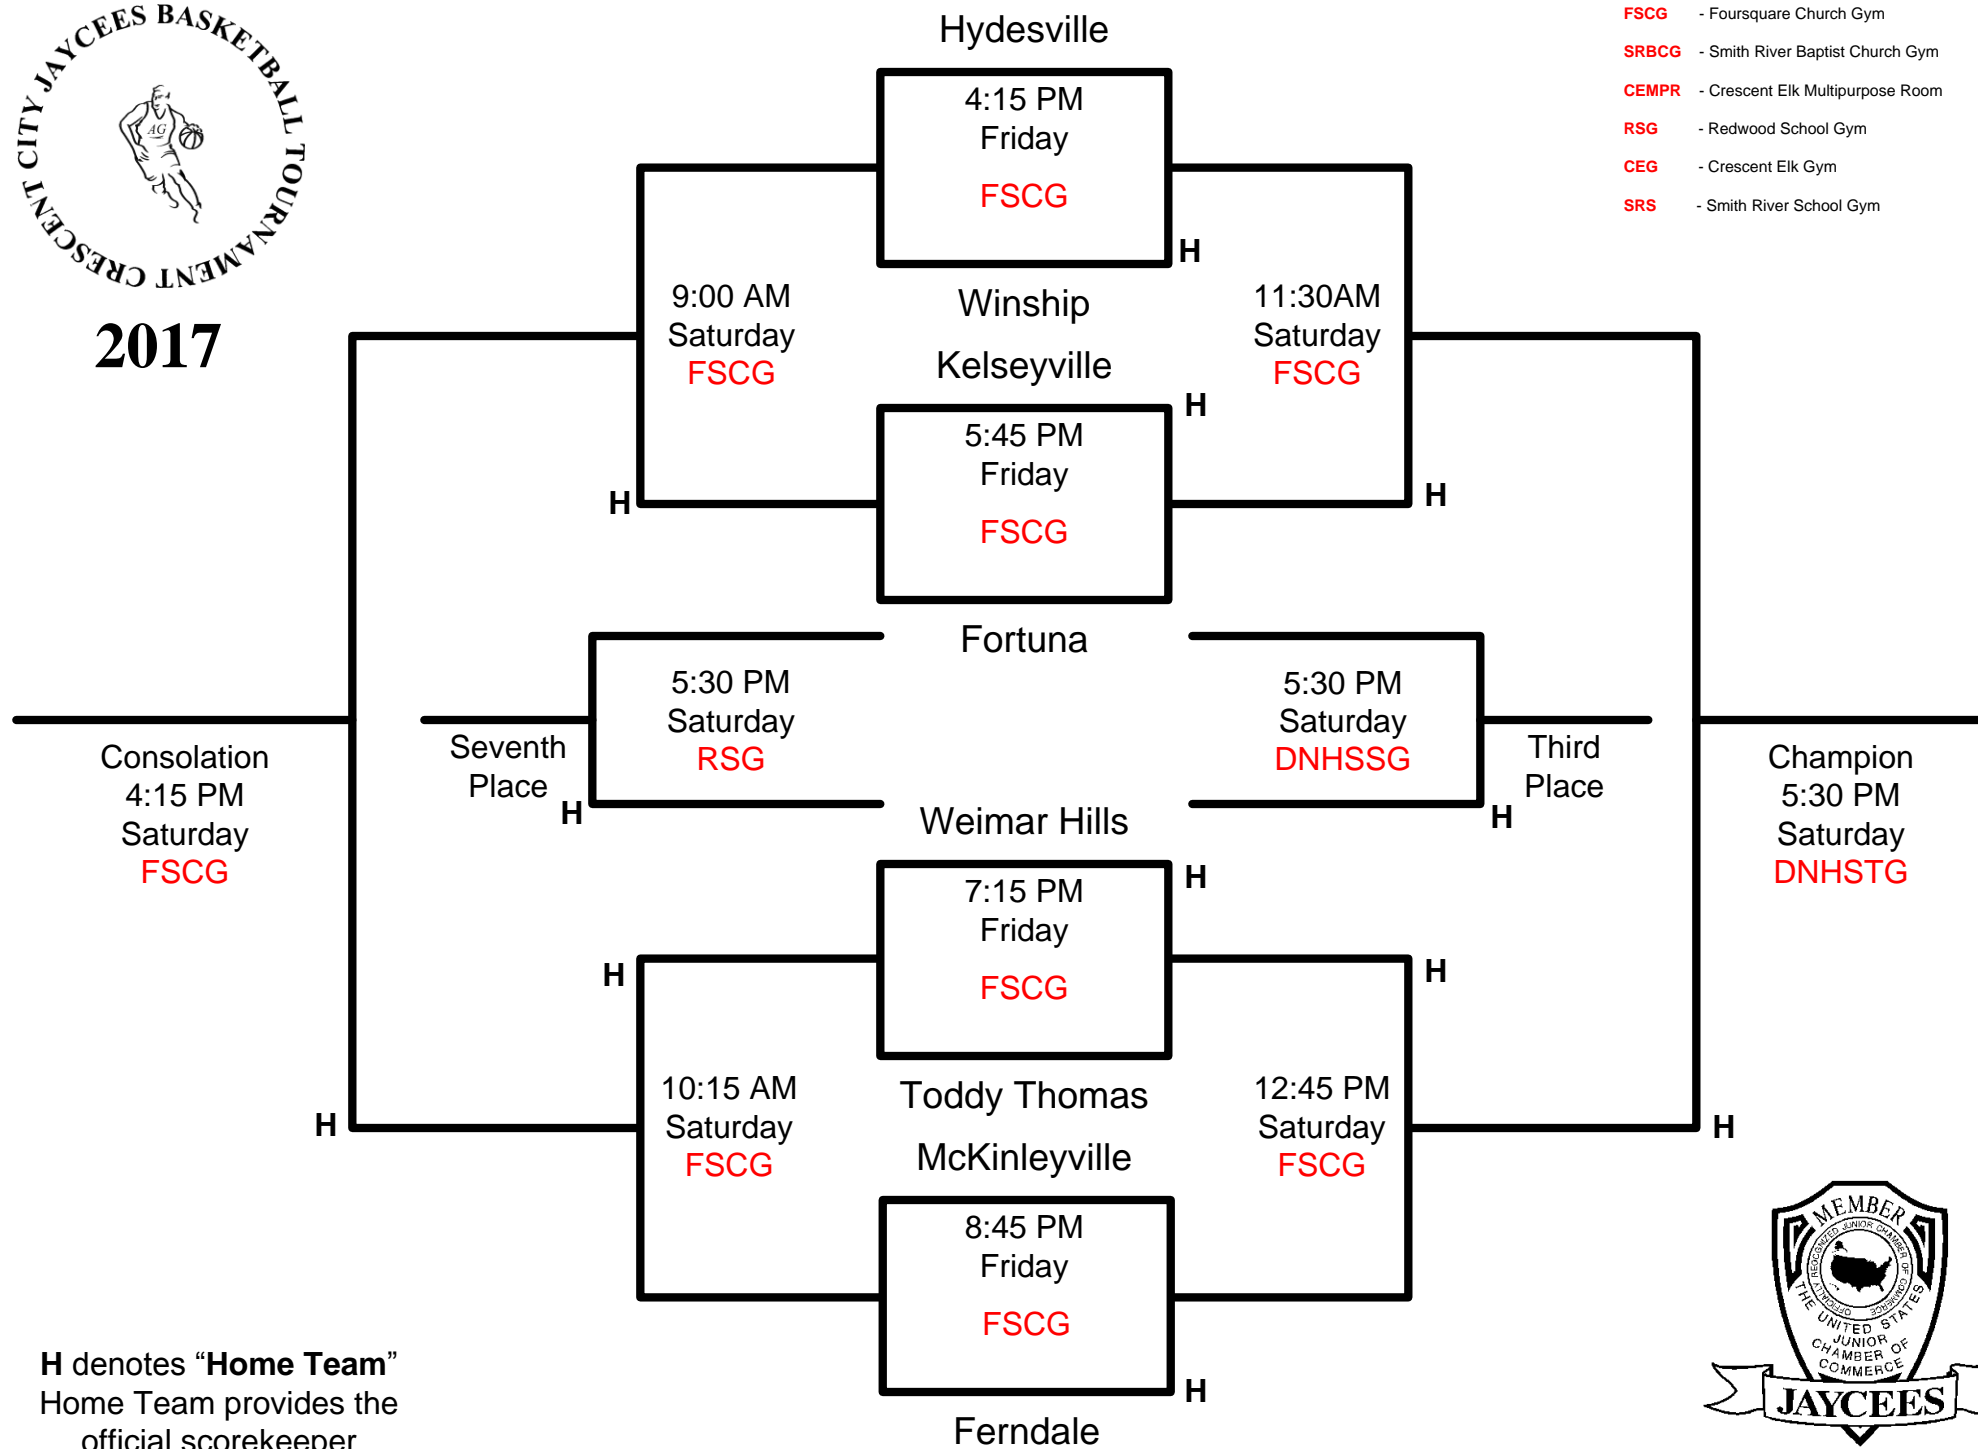 CRESCENT CITY JAYCEES BASKETBALL TOURNAMENT
AG
2017
FSCG - Foursquare Church Gym
SRBCG - Smith River Baptist Church Gym
CEMPR - Crescent Elk Multipurpose Room
RSG - Redwood School Gym
CEG - Crescent Elk Gym
SRS - Smith River School Gym
Hydesville
4:15 PM
Friday
FSCG
H
Winship
9:00 AM
Saturday
FSCG
11:30AM
Saturday
FSCG
Kelseyville
H
5:45 PM
Friday
FSCG
H
H
Fortuna
5:30 PM
Saturday
RSG
Seventh
Place
H
5:30 PM
Saturday
DNHSSG
Third
Place
H
Consolation
4:15 PM
Saturday
FSCG
Champion
5:30 PM
Saturday
DNHSTG
Weimar Hills
H
7:15 PM
Friday
FSCG
H
H
Toddy Thomas
10:15 AM
Saturday
FSCG
12:45 PM
Saturday
FSCG
H
H
McKinleyville
8:45 PM
Friday
FSCG
H
Ferndale
H denotes “Home Team”
Home Team provides the
official scorekeeper
MEMBER
OFFICIALLY RECOGNIZED JUNIOR CHAMBER OF COMMERCE
THE UNITED STATES
JUNIOR
CHAMBER OF
COMMERCE
JAYCEES